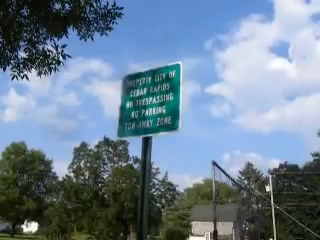 PROPERTY CITY OF
CEDAR RAPIDS
NO TRESPASSING
NO PARKING
TOW AWAY ZONE